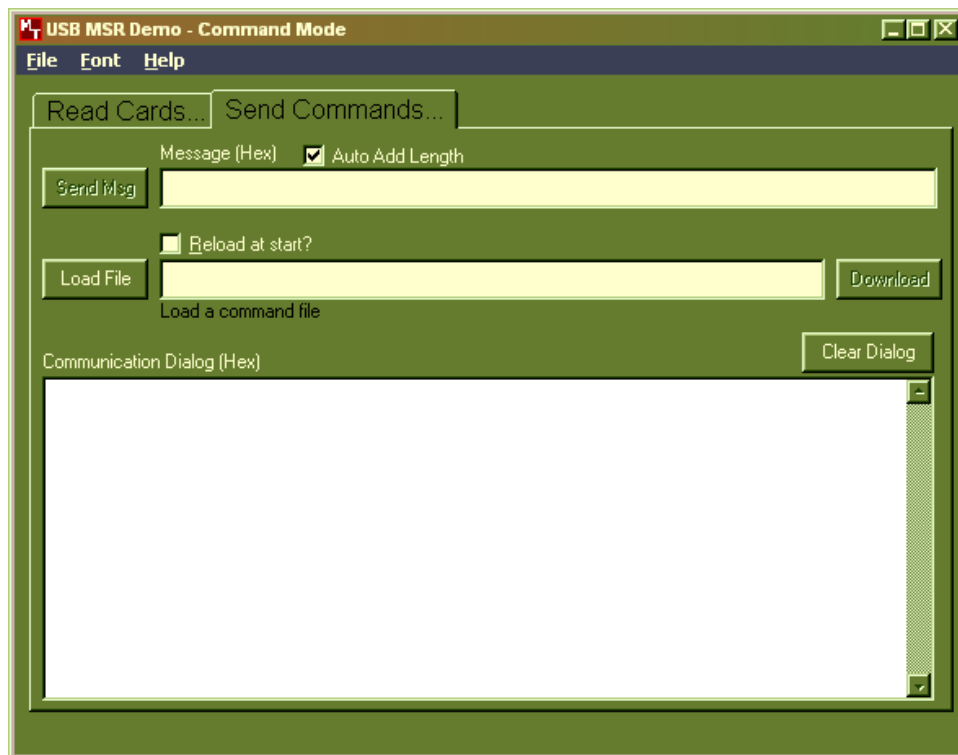 MT USB MSR Demo - Command Mode
File Font Help
Read Cards... Send Commands...
Message (Hex) Auto Add Length
Send Msg
Reload at start?
Load File Download
Load a command file
Clear Dialog
Communication Dialog (Hex)